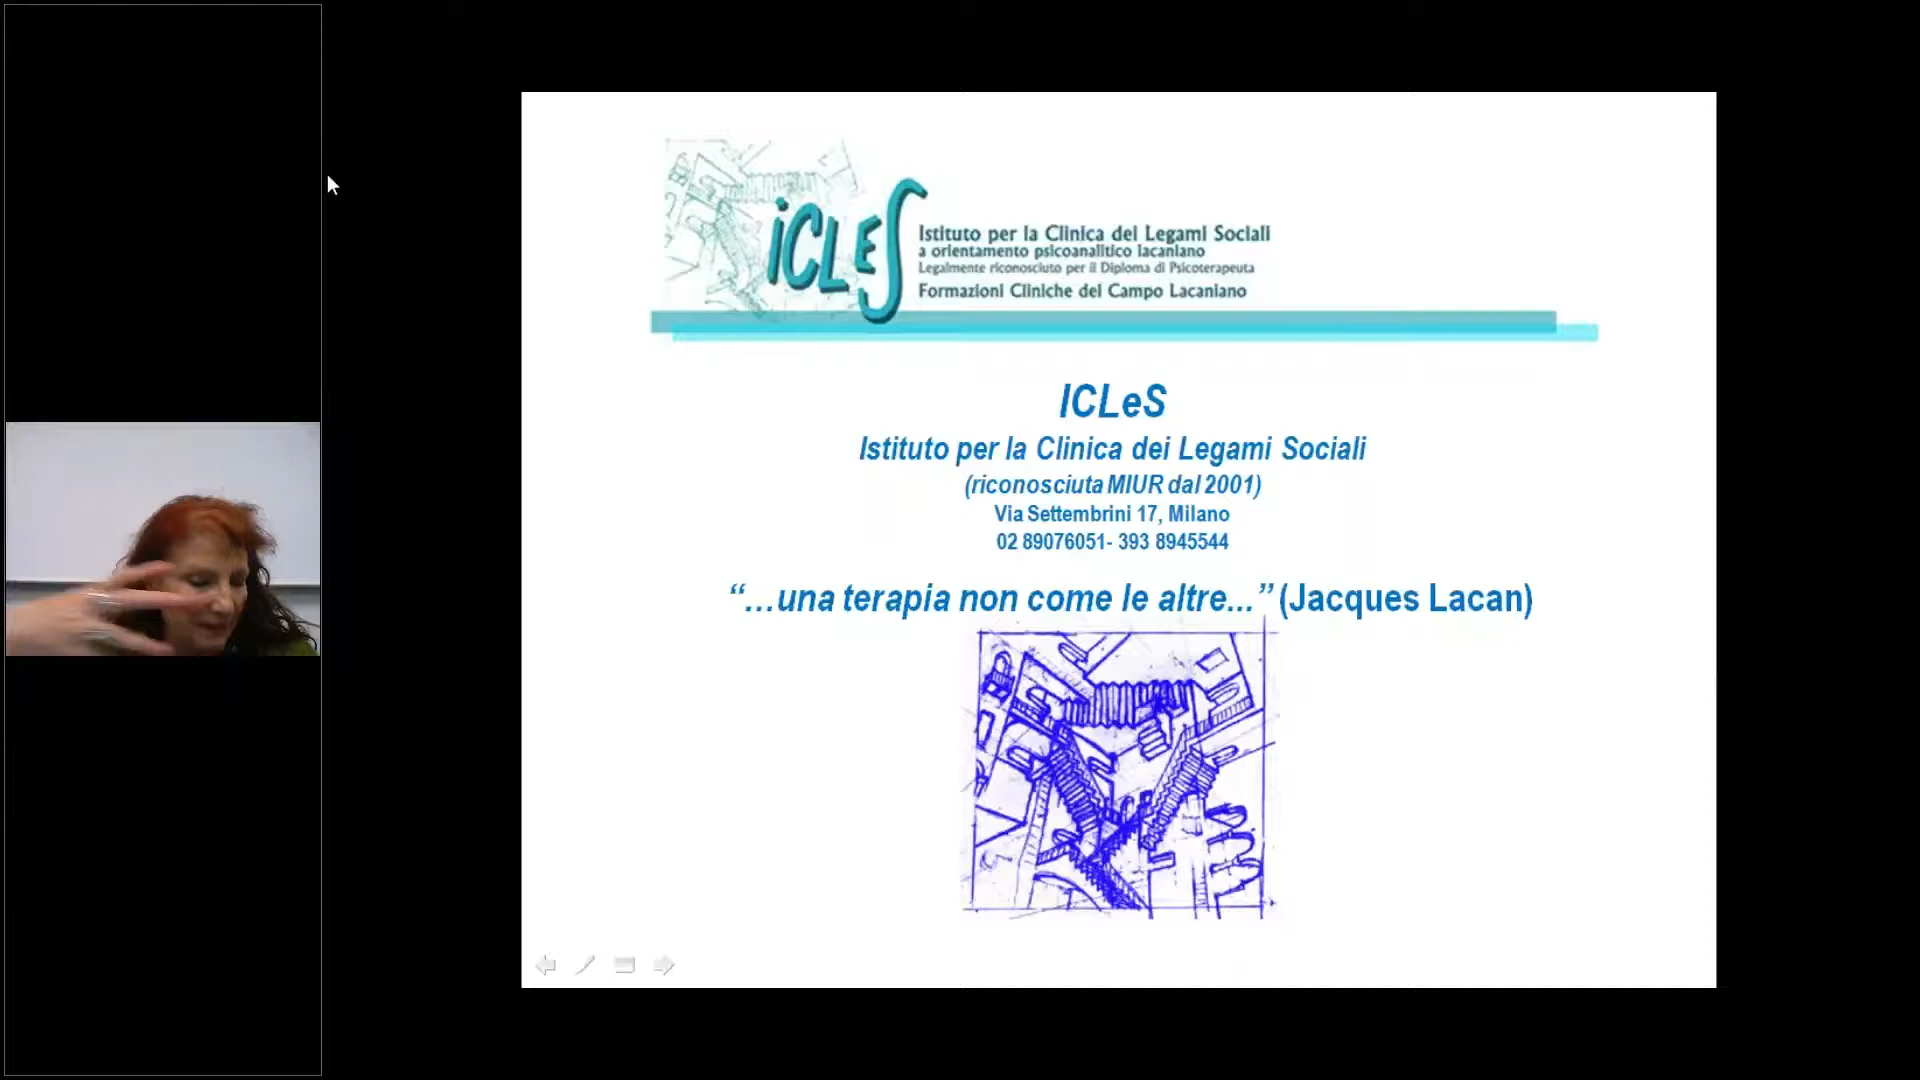 iCLeS
Istituto per la Clinica dei Legami Sociali
a orientamento psicoanalitico lacaniano
Legalmente riconosciuto per il Diploma di Psicoterapeuta
Formazioni Cliniche del Campo Lacaniano
ICLeS
Istituto per la Clinica dei Legami Sociali
(riconosciuta MIUR dal 2001)
Via Settembrini 17, Milano
02 89076051- 393 8945544
“…una terapia non come le altre...” (Jacques Lacan)